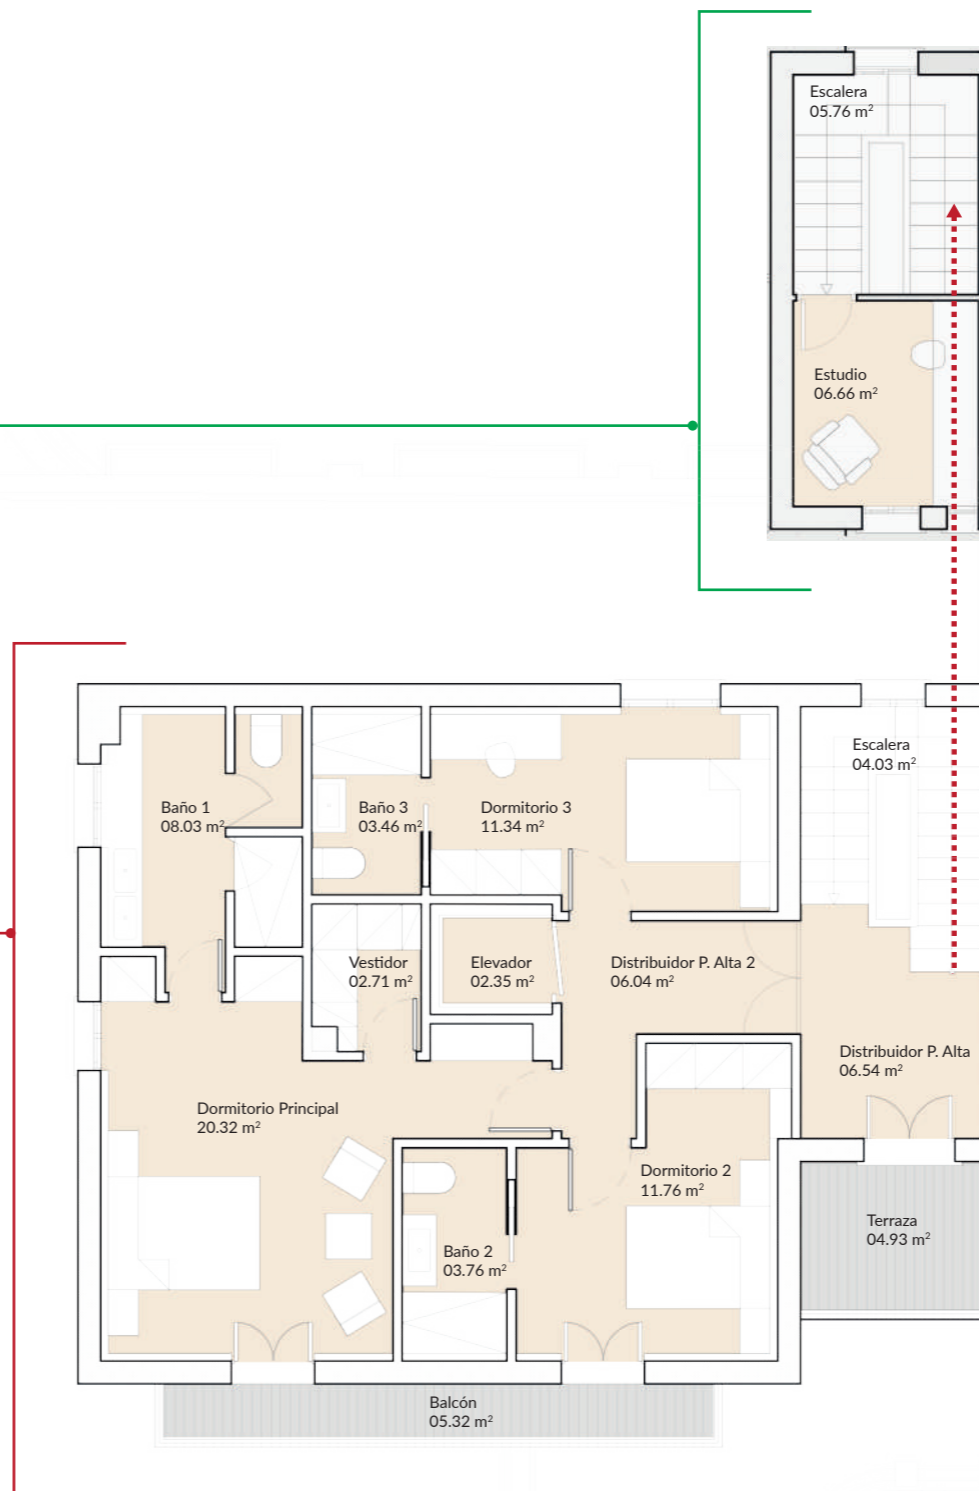 Escalera
05.76 m²
Estudio
06.66 m²
Escalera
04.03 m²
Baño 1
08.03 m²
Baño 3
03.46 m²
Dormitorio 3
11.34 m²
Vestidor
02.71 m²
Elevador
02.35 m²
Distribuidor P. Alta 2
06.04 m²
Distribuidor P. Alta
06.54 m²
Dormitorio Principal
20.32 m²
Dormitorio 2
11.76 m²
Baño 2
03.76 m²
Terraza
04.93 m²
Balcón
05.32 m²